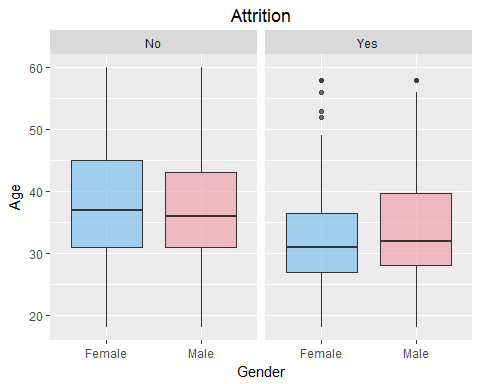 Attrition
No Yes
60
50
40
30
20
Age
Female Male Female Male
Gender